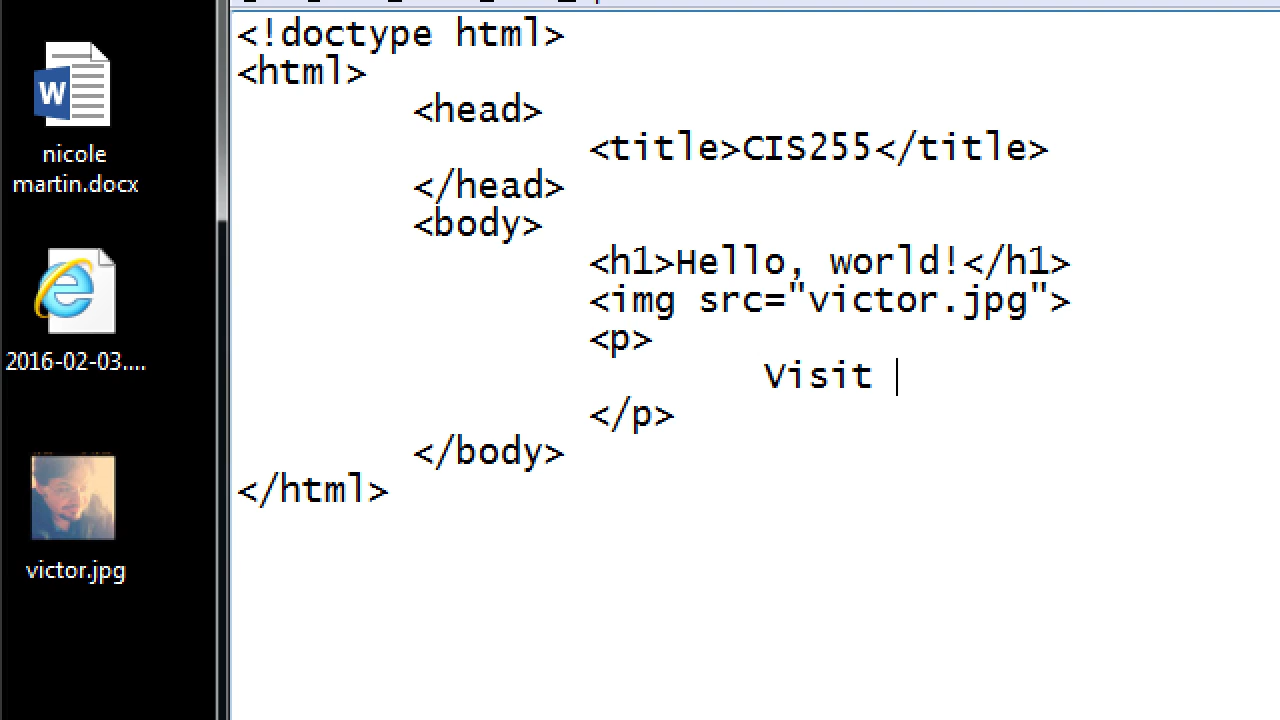 nicole
martin.docx
2016-02-03....
victor.jpg
<!doctype html>
<html>
<head>
<title>CIS255</title>
</head>
<body>
<h1>Hello, world!</h1>
<img src="victor.jpg">
<p>
Visit
</p>
</body>
</html>